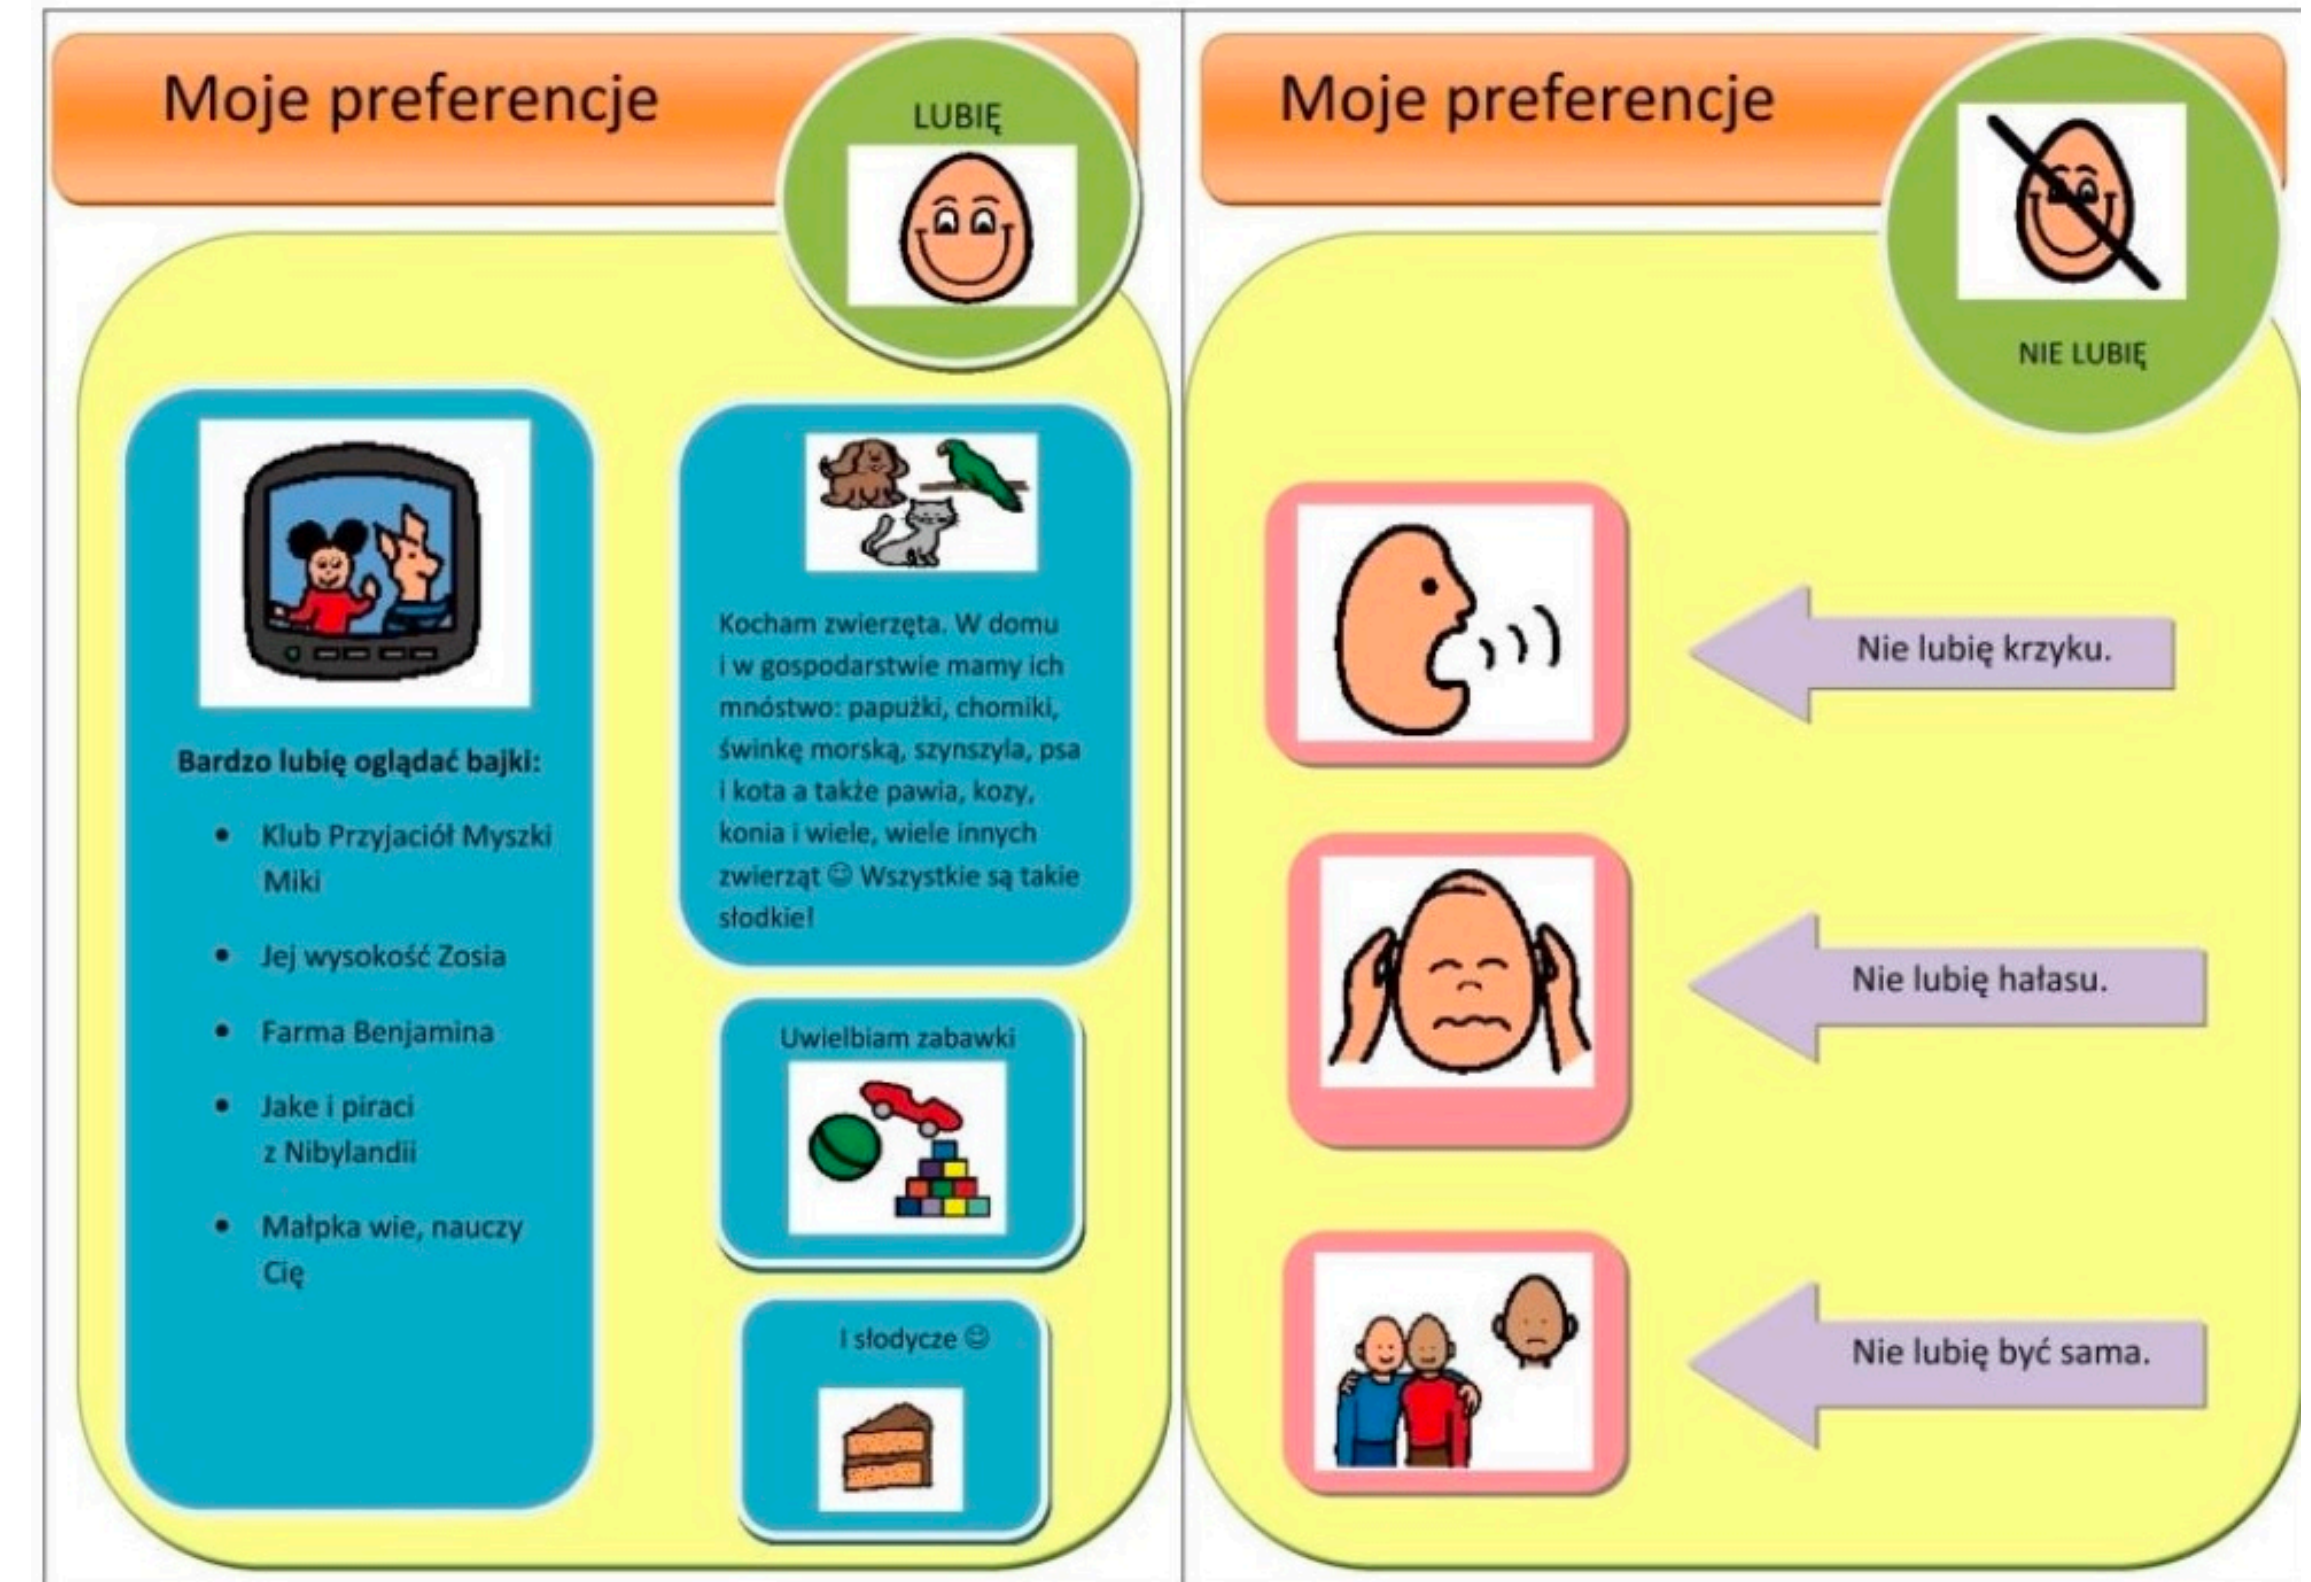 Moje preferencje
LUBIĘ
Bardzo lubię oglądać bajki:
• Klub Przyjaciół Myszki
Miki
• Jej wysokość Zosia
• Farma Benjamina
• Jake i piraci
z Nibylandii
• Małpka wie, nauczy
Cię
Kocham zwierzęta. W domu
i w gospodarstwie mamy ich
mnóstwo: papużki, chomiki,
świnkę morską, szynszyla, psa
i kota a także pawia, kozy,
konia i wiele, wiele innych
zwierząt ☺ Wszystkie są takie
słodkie!
Uwielbiam zabawki
I słodycze ☺
Moje preferencje
NIE LUBIĘ
Nie lubię krzyku.
Nie lubię hałasu.
Nie lubię być sama.